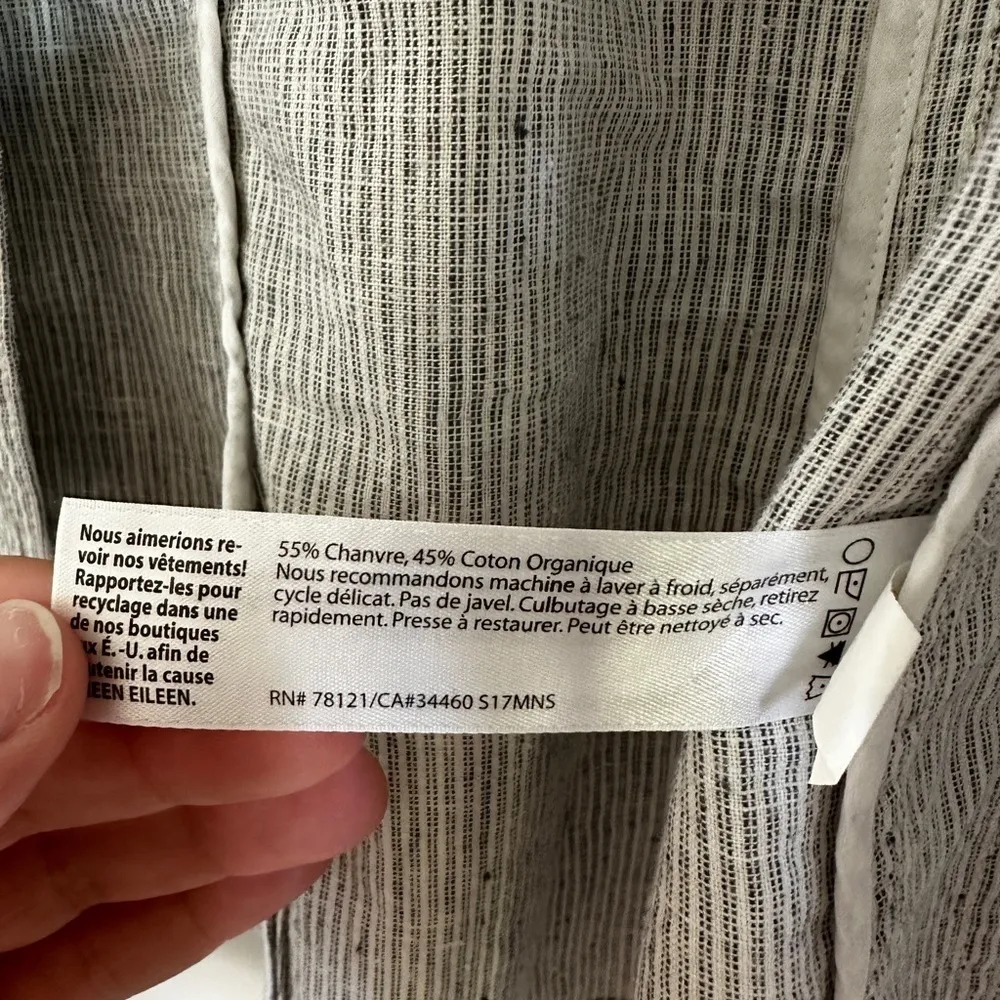 Nous aimerions re-
voir nos vêtements!
Rapportez-les pour
recyclage dans une
de nos boutiques
É.-U. afin de
la cause
EILEEN.
55% Chanvre, 45% Coton Organique
Nous recommandons machine à laver à froid, séparément,
cycle délicat. Pas de javel. Culbutage à basse sèche, retirez
rapidement. Presse à restaurer. Peut être nettoyé à sec.
RN# 78121/CA#34460 S17MNS